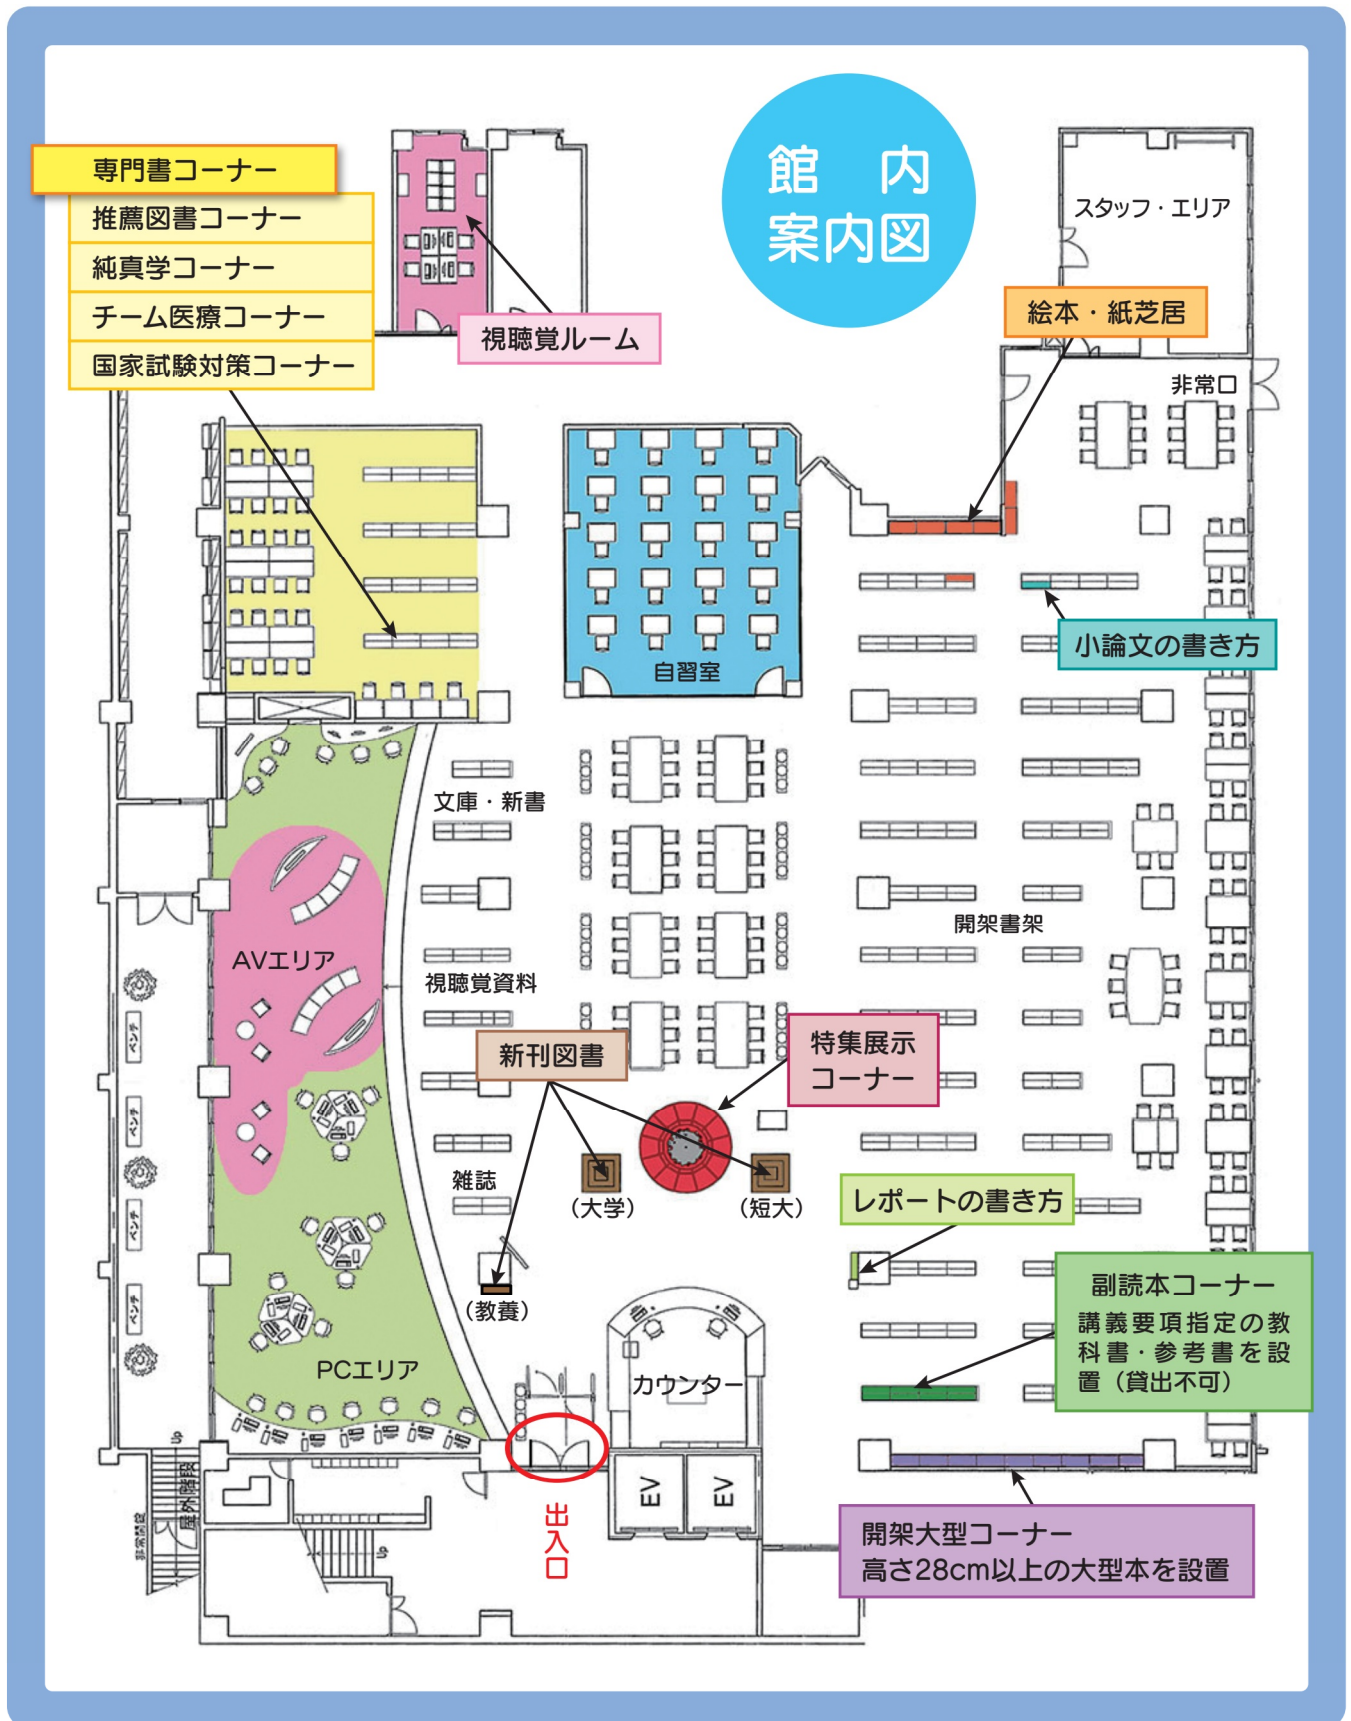 館　内
案内図
専門書コーナー
推薦図書コーナー
純真学コーナー
チーム医療コーナー
国家試験対策コーナー
視聴覚ルーム
スタッフ・エリア
絵本・紙芝居
非常口
小論文の書き方
自習室
文庫・新書
開架書架
AVエリア
視聴覚資料
新刊図書
特集展示
コーナー
雑誌
(大学)
(短大)
(教養)
レポートの書き方
副読本コーナー
講義要項指定の教
科書・参考書を設
置（貸出不可）
PCエリア
カウンター
ベンチ
ベンチ
ベンチ
ベンチ
Up
屋外階段
非常開錠
Up
出入口
EV
EV
開架大型コーナー
高さ28cm以上の大型本を設置